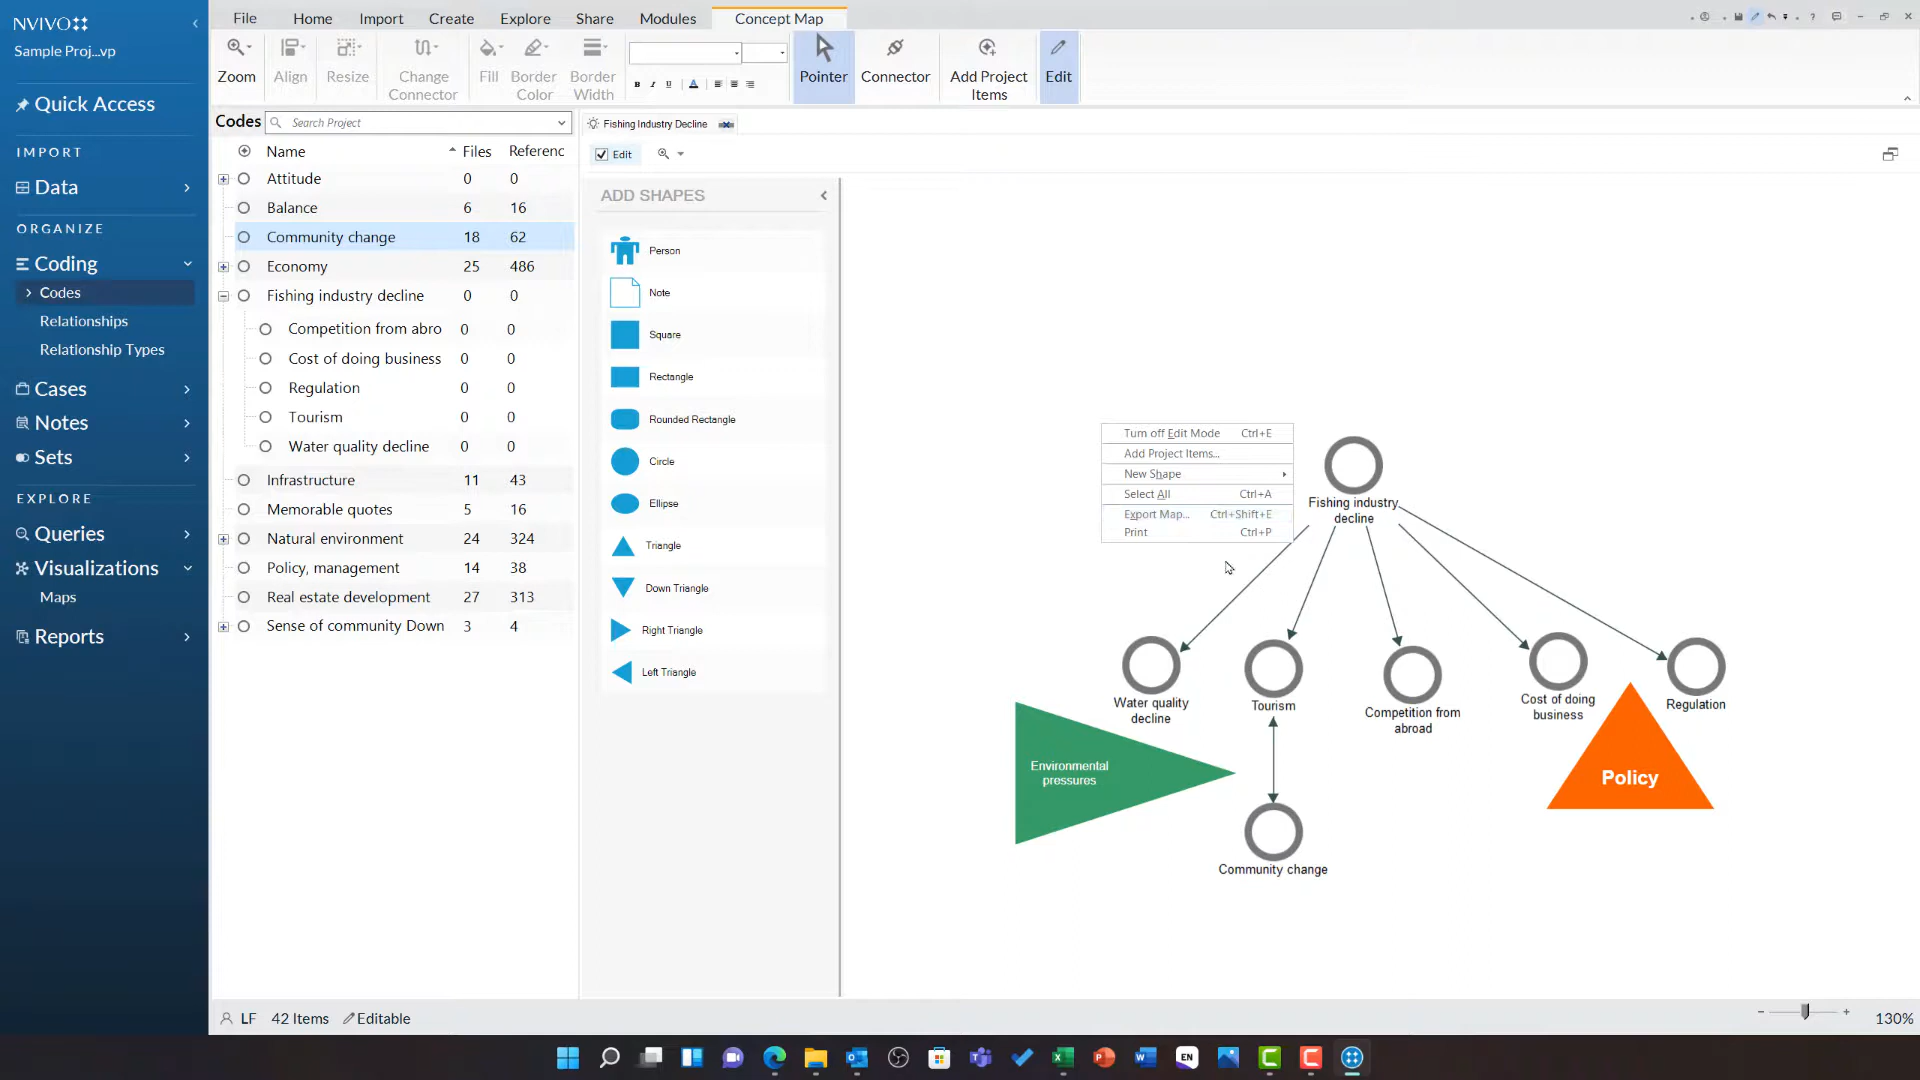 NVIVO
Sample Proj...vp
Quick Access
IMPORT
Data
ORGANIZE
Coding
Codes
Relationships
Relationship Types
Cases
Notes
Sets
EXPLORE
Queries
Visualizations
Maps
Reports
File Home Import Create Explore Share Modules Concept Map
Zoom Align Resize Change Connector Fill Border Color Border Width B I U A Pointer Connector Add Project Items Edit
Codes Search Project
Name Files Referenc
Attitude 0 0
Balance 6 16
Community change 18 62
Economy 25 486
Fishing industry decline 0 0
Competition from abro 0 0
Cost of doing business 0 0
Regulation 0 0
Tourism 0 0
Water quality decline 0 0
Infrastructure 11 43
Memorable quotes 5 16
Natural environment 24 324
Policy, management 14 38
Real estate development 27 313
Sense of community Down 3 4
Fishing Industry Decline
Edit
ADD SHAPES
Person
Note
Square
Rectangle
Rounded Rectangle
Circle
Ellipse
Triangle
Down Triangle
Right Triangle
Left Triangle
Turn off Edit Mode Ctrl+E
Add Project Items...
New Shape
Select All Ctrl+A
Export Map... Ctrl+Shift+E
Print Ctrl+P
Fishing industry
decline
Water quality
decline
Tourism
Competition from
abroad
Cost of doing
business
Regulation
Environmental
pressures
Policy
Community change
LF 42 Items Editable
130%
EN